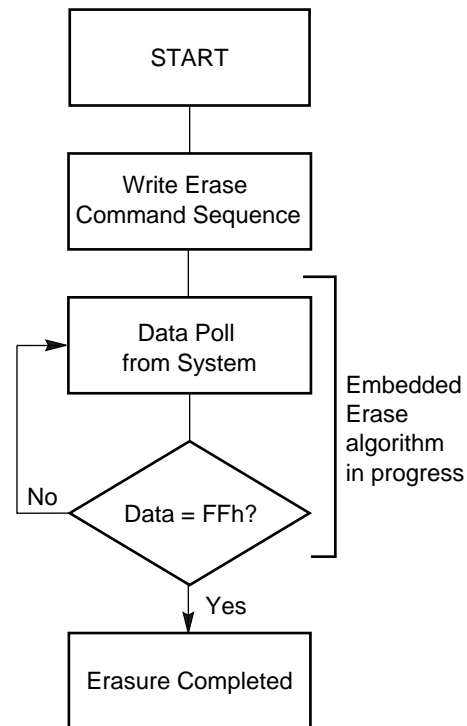 START
Write Erase
Command Sequence
Data Poll
from System
Embedded
Erase
algorithm
in progress
No
Data = FFh?
Yes
Erasure Completed